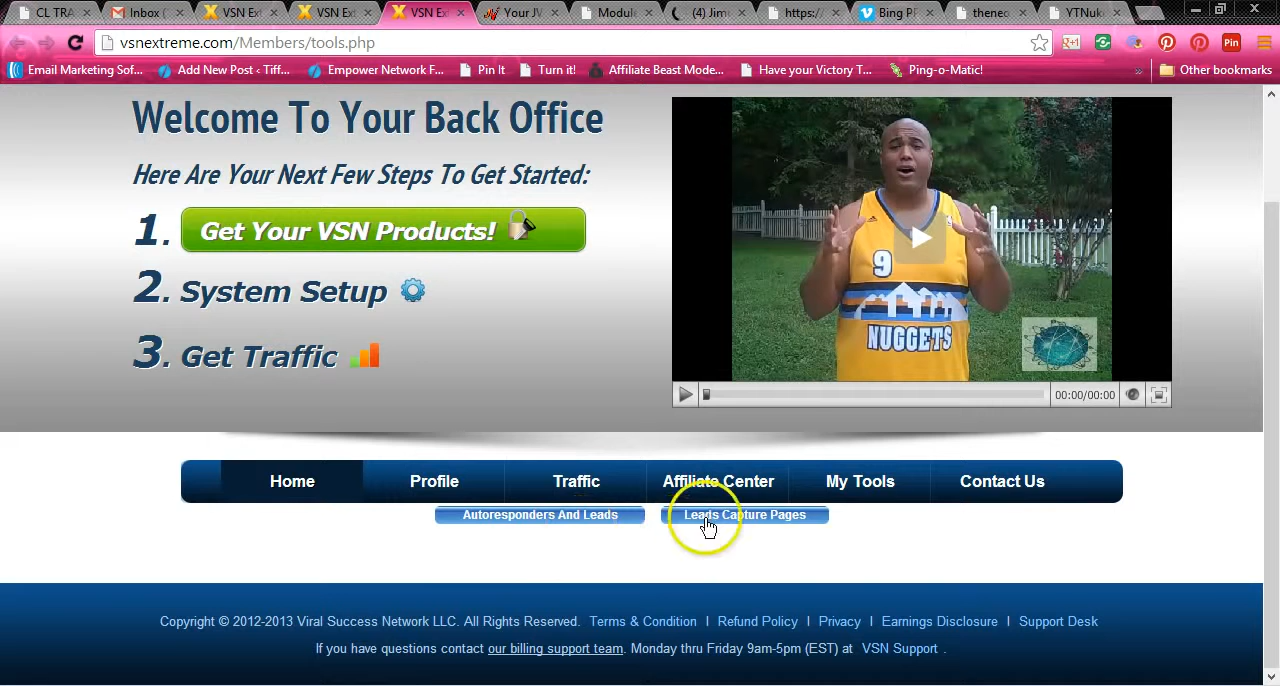 CL TRA
Inbox (
VSN Ex
VSN Ex
VSN Ex
Your JV
Module
(4) Jim
https:/
Bing P
theneo
YTNuk
vsnextreme.com/Members/tools.php
Email Marketing Sof...
Add New Post ‹ Tiff...
Empower Network F...
Pin It
Turn it!
Affiliate Beast Mode...
Have your Victory T...
Ping-o-Matic!
»
Other bookmarks
Welcome To Your Back Office
Here Are Your Next Few Steps To Get Started:
1. Get Your VSN Products!
2. System Setup
3. Get Traffic
9
NUGGETS
00:00/00:00
Home Profile Traffic Affiliate Center My Tools Contact Us
Autoresponders And Leads Leads Capture Pages
Copyright © 2012-2013 Viral Success Network LLC. All Rights Reserved. Terms & Condition | Refund Policy | Privacy | Earnings Disclosure | Support Desk
If you have questions contact our billing support team. Monday thru Friday 9am-5pm (EST) at VSN Support .